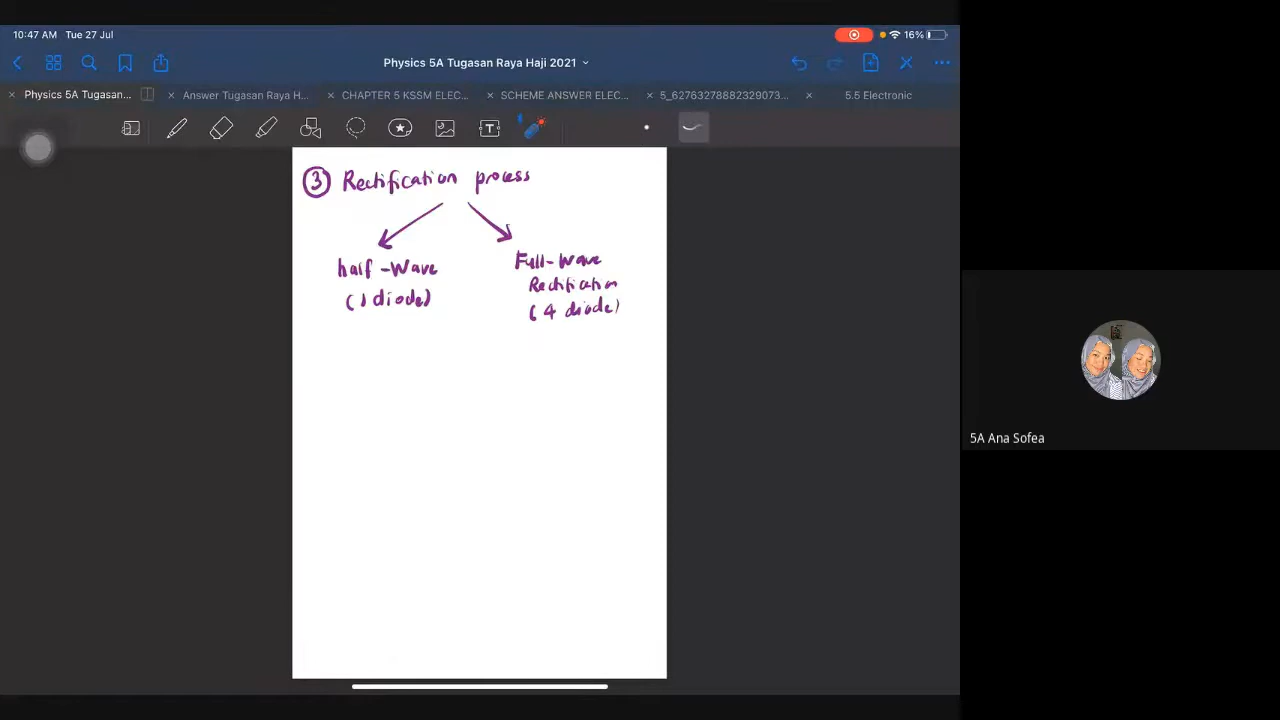 10:47 AM Tue 27 Jul
16%
Physics 5A Tugasan Raya Haji 2021
Physics 5A Tugasan...
Answer Tugasan Raya H...
CHAPTER 5 KSSM ELEC...
SCHEME ANSWER ELEC...
5_62763278882329073...
5.5 Electronic
3 Rectification process
half-wave
(1 diode)
Full-wave
Rectification
(4 diode)
5A Ana Sofea